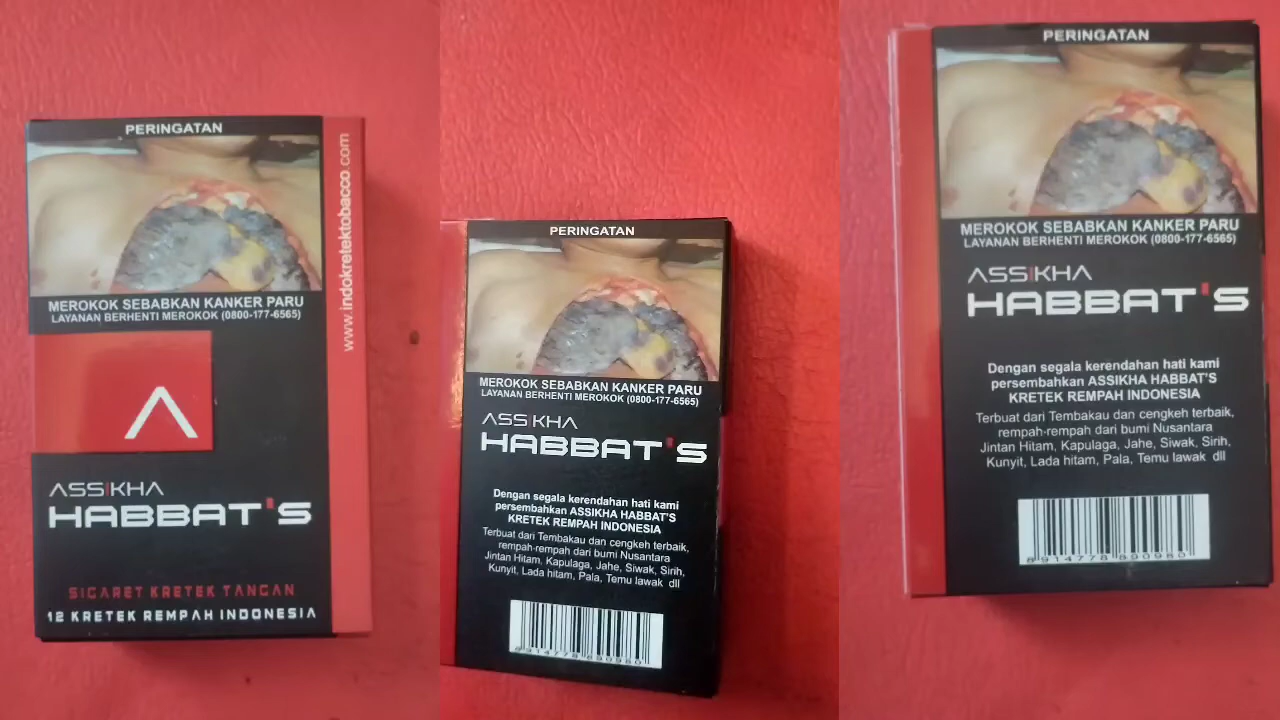 PERINGATAN
MEROKOK SEBABKAN KANKER PARU
LAYANAN BERHENTI MEROKOK (0800-177-6565)
ASSIKHA
HABBAT'S
SIGARET KRETEK TANGAN
12 KRETEK REMPAH INDONESIA
www.indokretektobacco.com
PERINGATAN
MEROKOK SEBABKAN KANKER PARU
LAYANAN BERHENTI MEROKOK (0800-177-6565)
ASSIKHA
HABBAT'S
Dengan segala kerendahan hati kami
persembahkan ASSIKHA HABBAT'S
KRETEK REMPAH INDONESIA
Terbuat dari Tembakau dan cengkeh terbaik,
rempah-rempah dari bumi Nusantara
Jintan Hitam, Kapulaga, Jahe, Siwak, Sirih,
Kunyit, Lada hitam, Pala, Temu lawak dll
8914778 890980
PERINGATAN
MEROKOK SEBABKAN KANKER PARU
LAYANAN BERHENTI MEROKOK (0800-177-6565)
ASSIKHA
HABBAT'S
Dengan segala kerendahan hati kami
persembahkan ASSIKHA HABBAT'S
KRETEK REMPAH INDONESIA
Terbuat dari Tembakau dan cengkeh terbaik,
rempah-rempah dari bumi Nusantara
Jintan Hitam, Kapulaga, Jahe, Siwak, Sirih,
Kunyit, Lada hitam, Pala, Temu lawak dll
8914778 890980